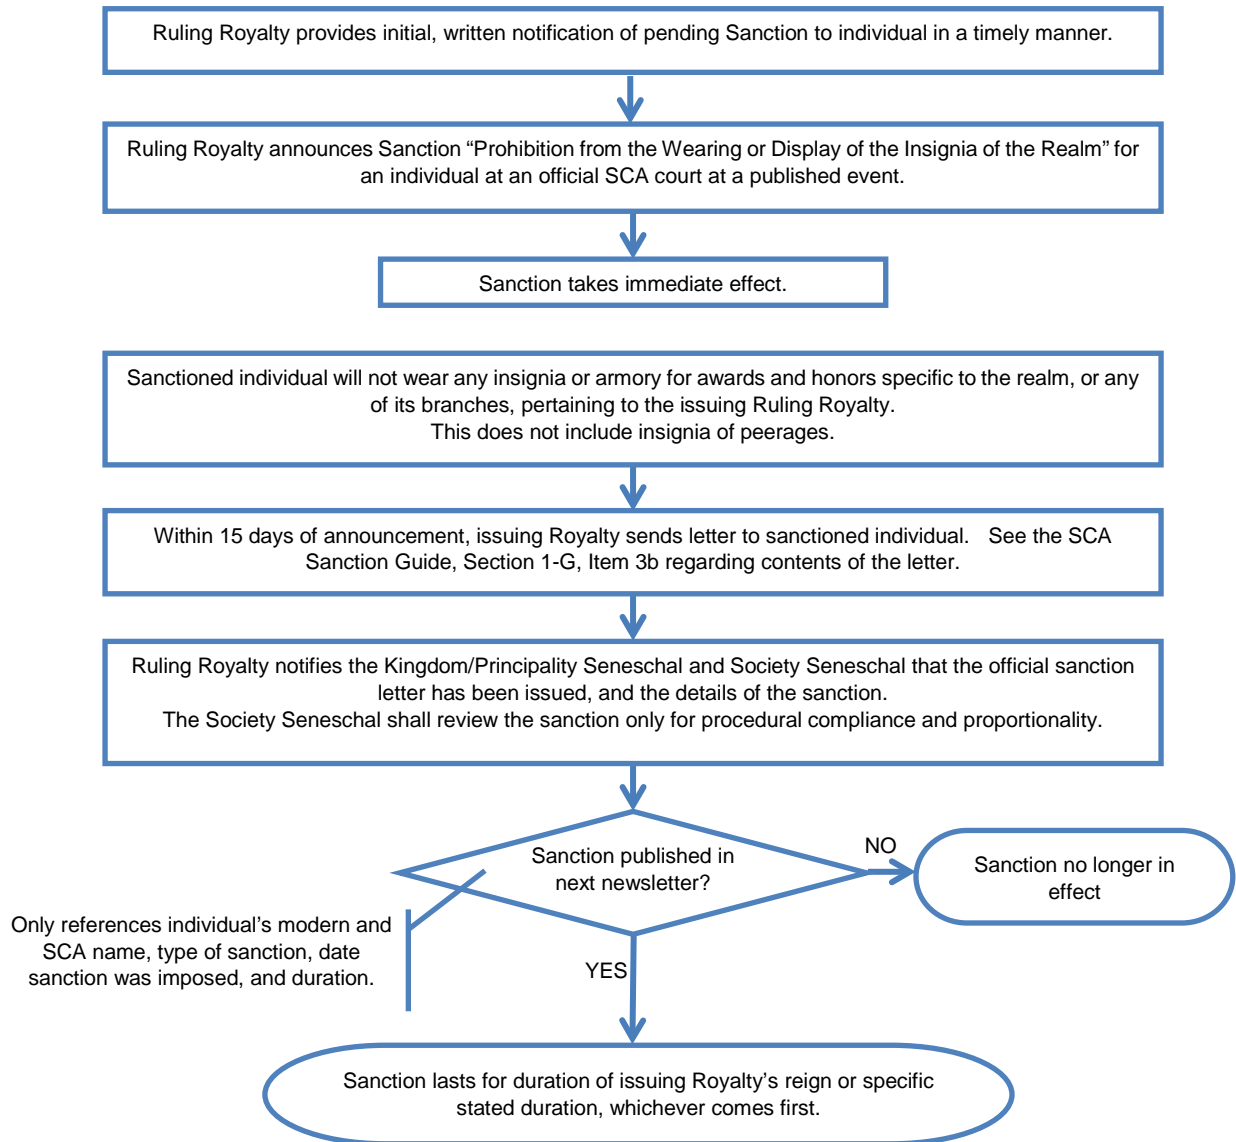 Ruling Royalty provides initial, written notification of pending Sanction to individual in a timely manner.
Ruling Royalty announces Sanction “Prohibition from the Wearing or Display of the Insignia of the Realm” for
an individual at an official SCA court at a published event.
Sanction takes immediate effect.
Sanctioned individual will not wear any insignia or armory for awards and honors specific to the realm, or any
of its branches, pertaining to the issuing Ruling Royalty.
This does not include insignia of peerages.
Within 15 days of announcement, issuing Royalty sends letter to sanctioned individual. See the SCA
Sanction Guide, Section 1-G, Item 3b regarding contents of the letter.
Ruling Royalty notifies the Kingdom/Principality Seneschal and Society Seneschal that the official sanction
letter has been issued, and the details of the sanction.
The Society Seneschal shall review the sanction only for procedural compliance and proportionality.
Sanction published in
next newsletter?
NO
Sanction no longer in
effect
Only references individual’s modern and
SCA name, type of sanction, date
sanction was imposed, and duration.
YES
Sanction lasts for duration of issuing Royalty’s reign or specific
stated duration, whichever comes first.